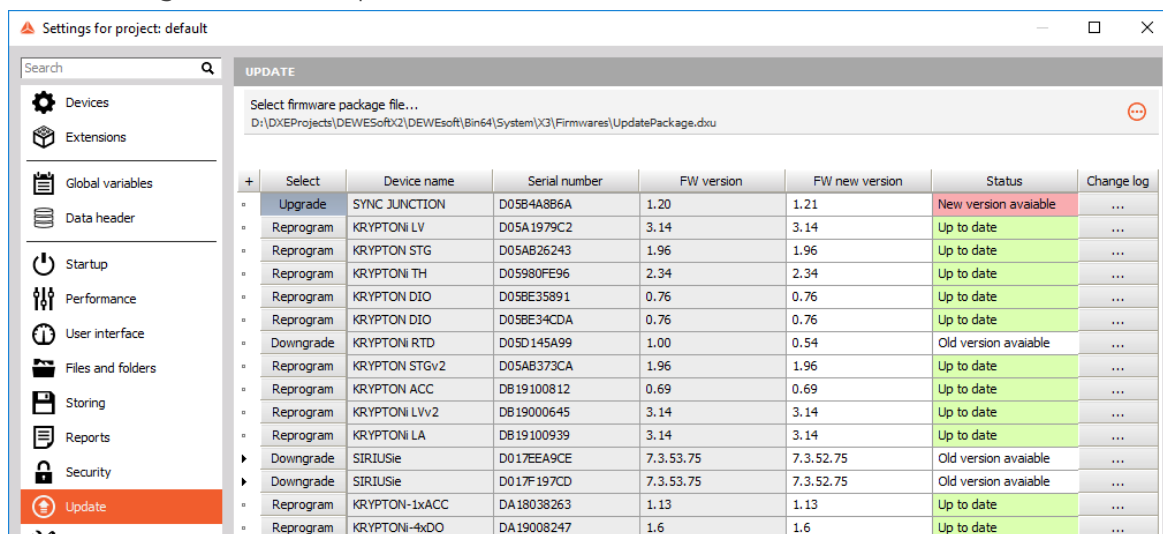 Settings for project: default
Search
UPDATE
Devices
Extensions
Global variables
Data header
Startup
Performance
User interface
Files and folders
Storing
Reports
Security
Update
Select firmware package file...
D:\DXEProjects\DEWESoftX2\DEWEsoft\Bin64\System\X3\Firmwares\UpdatePackage.dxu
+ Select Device name Serial number FW version FW new version Status Change log
Upgrade SYNC JUNCTION D05B4A8B6A 1.20 1.21 New version avaiable ...
Reprogram KRYPTONi LV D05A1979C2 3.14 3.14 Up to date ...
Reprogram KRYPTON STG D05AB26243 1.96 1.96 Up to date ...
Reprogram KRYPTONi TH D05980FE96 2.34 2.34 Up to date ...
Reprogram KRYPTON DIO D05BE35891 0.76 0.76 Up to date ...
Reprogram KRYPTON DIO D05BE34CDA 0.76 0.76 Up to date ...
Downgrade KRYPTONi RTD D05D145A99 1.00 0.54 Old version avaiable ...
Reprogram KRYPTON STGv2 D05AB373CA 1.96 1.96 Up to date ...
Reprogram KRYPTON ACC DB19100812 0.69 0.69 Up to date ...
Reprogram KRYPTONi LVv2 DB19000645 3.14 3.14 Up to date ...
Reprogram KRYPTONi LA DB19100939 3.14 3.14 Up to date ...
Downgrade SIRIUSie D017EEA9CE 7.3.53.75 7.3.52.75 Old version avaiable ...
Downgrade SIRIUSie D017F197CD 7.3.53.75 7.3.52.75 Old version avaiable ...
Reprogram KRYPTON-1xACC DA18038263 1.13 1.13 Up to date ...
Reprogram KRYPTONi-4xDO DA19008247 1.6 1.6 Up to date ...